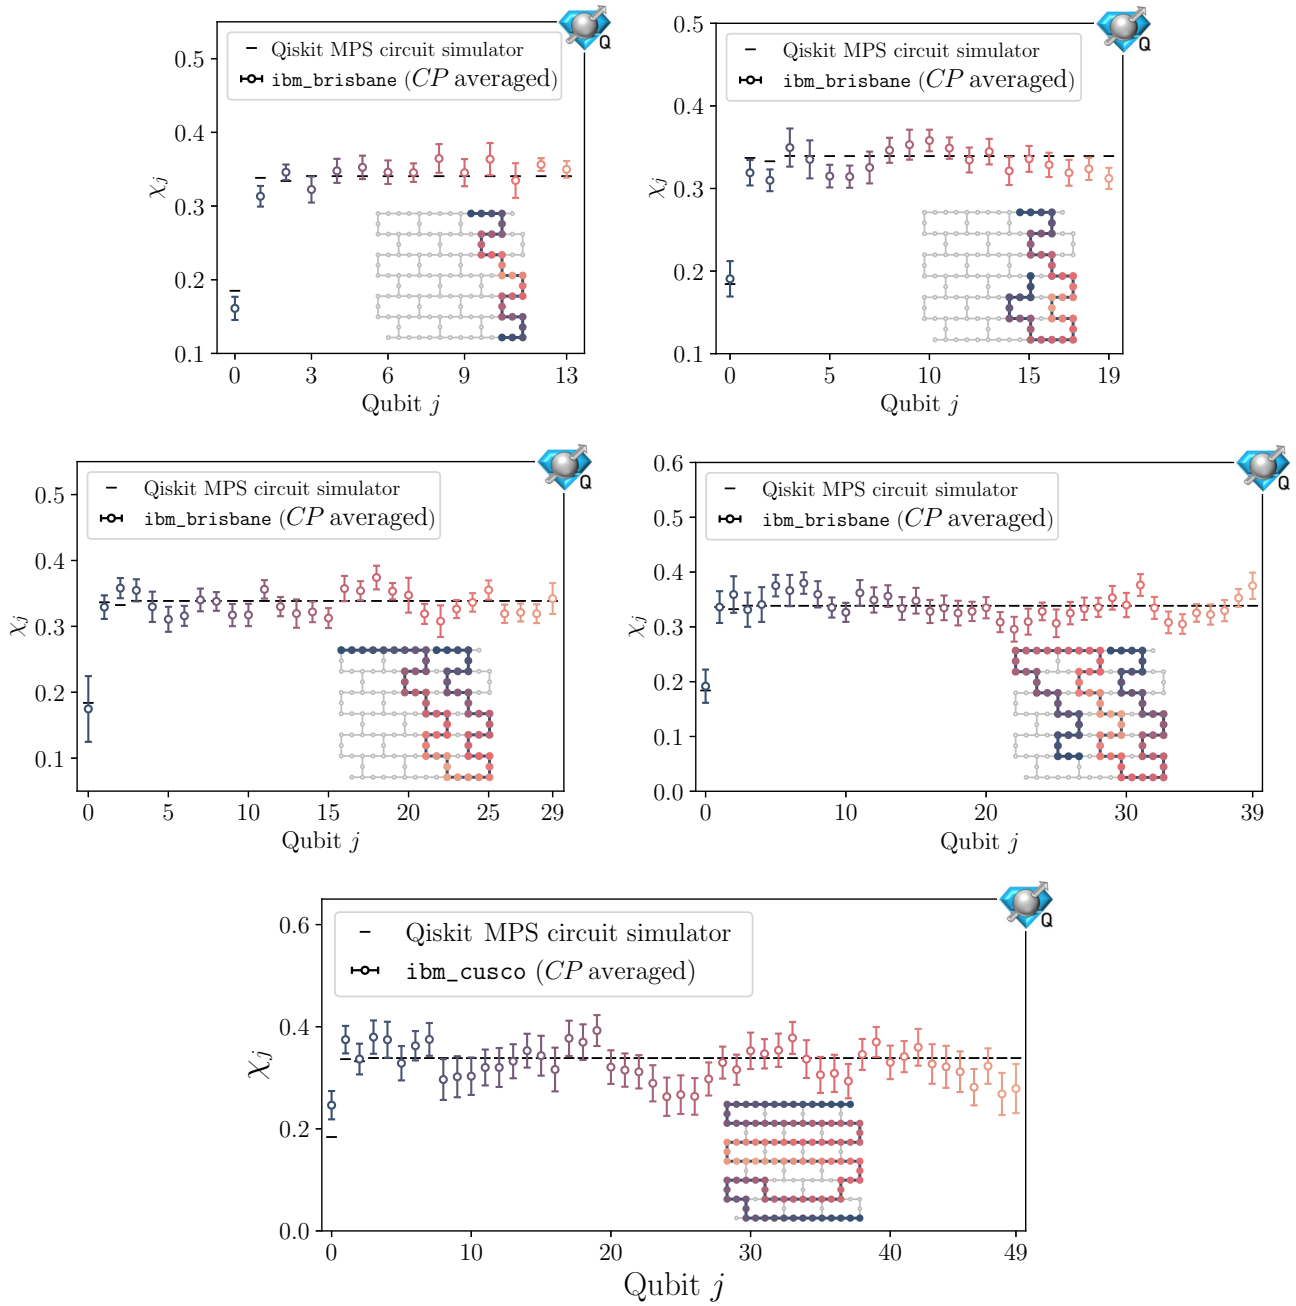 Q
Qiskit MPS circuit simulator
ibm_brisbane (CP averaged)
0.5
0.4
0.3
0.2
0.1
χj
0 3 6 9 13
Qubit j
Q
Qiskit MPS circuit simulator
ibm_brisbane (CP averaged)
0.5
0.4
0.3
0.2
0.1
χj
0 5 10 15 19
Qubit j
Q
Qiskit MPS circuit simulator
ibm_brisbane (CP averaged)
0.5
0.4
0.3
0.2
0.1
χj
0 5 10 15 20 25 29
Qubit j
Q
Qiskit MPS circuit simulator
ibm_brisbane (CP averaged)
0.6
0.5
0.4
0.3
0.2
0.1
0.0
χj
0 10 20 30 39
Qubit j
Q
Qiskit MPS circuit simulator
ibm_cusco (CP averaged)
0.6
0.4
0.2
0.0
χj
0 10 20 30 40 49
Qubit j